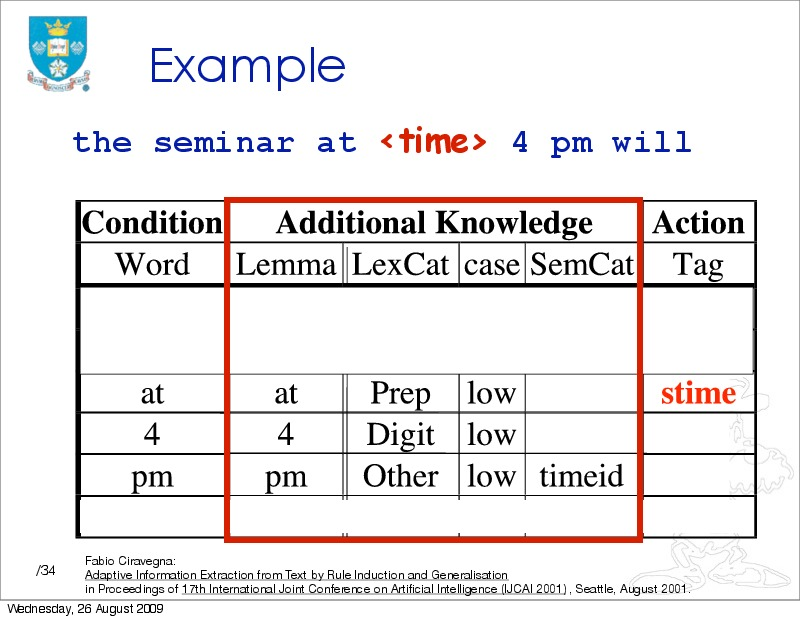 Example
the seminar at <time> 4 pm will
Condition Additional Knowledge Action
Word Lemma LexCat case SemCat Tag
at at Prep low stime
4 4 Digit low
pm pm Other low timeid
/34
Fabio Ciravegna:
Adaptive Information Extraction from Text by Rule Induction and Generalisation
in Proceedings of 17th International Joint Conference on Artificial Intelligence (IJCAI 2001) , Seattle, August 2001.
Wednesday, 26 August 2009